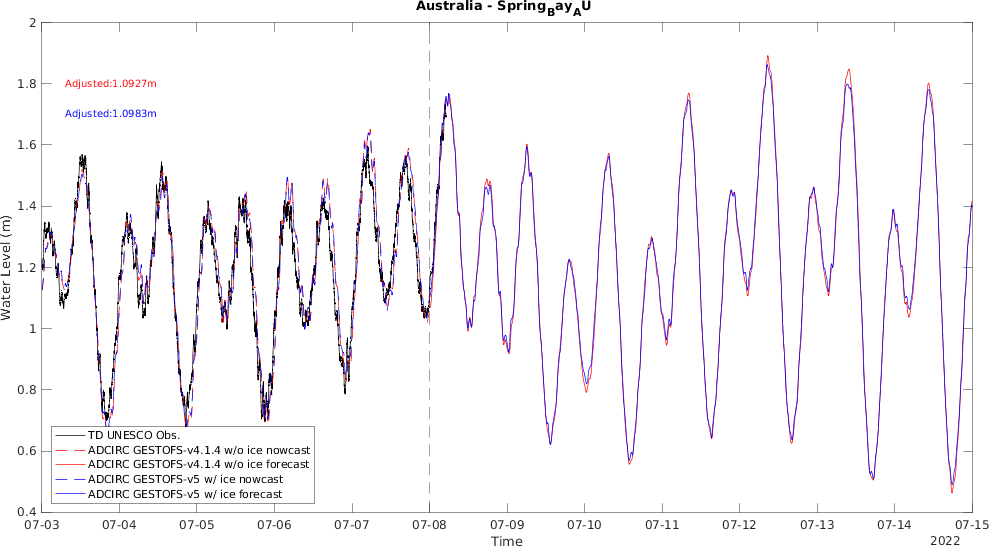 Australia - Spring_Bay_AU
2
1.8
1.6
1.4
1.2
1
0.8
0.6
0.4
Water Level (m)
Adjusted:1.0927m
Adjusted:1.0983m
TD UNESCO Obs.
ADCIRC GESTOFS-v4.1.4 w/o ice nowcast
ADCIRC GESTOFS-v4.1.4 w/o ice forecast
ADCIRC GESTOFS-v5 w/ ice nowcast
ADCIRC GESTOFS-v5 w/ ice forecast
07-03 07-04 07-05 07-06 07-07 07-08 07-09 07-10 07-11 07-12 07-13 07-14 07-15
Time
2022